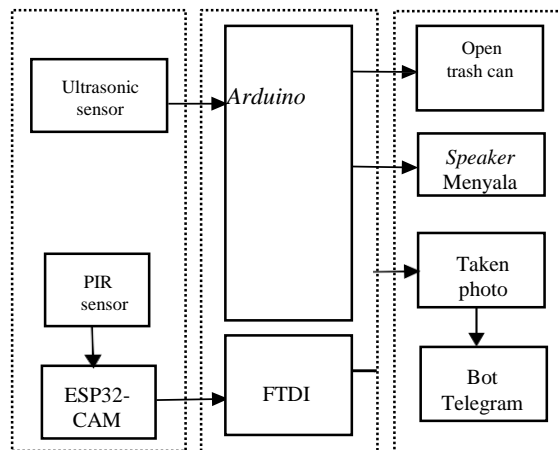 Ultrasonic
sensor
PIR
sensor
ESP32-
CAM
Arduino
FTDI
Open
trash can
Speaker
Menyala
Taken
photo
Bot
Telegram